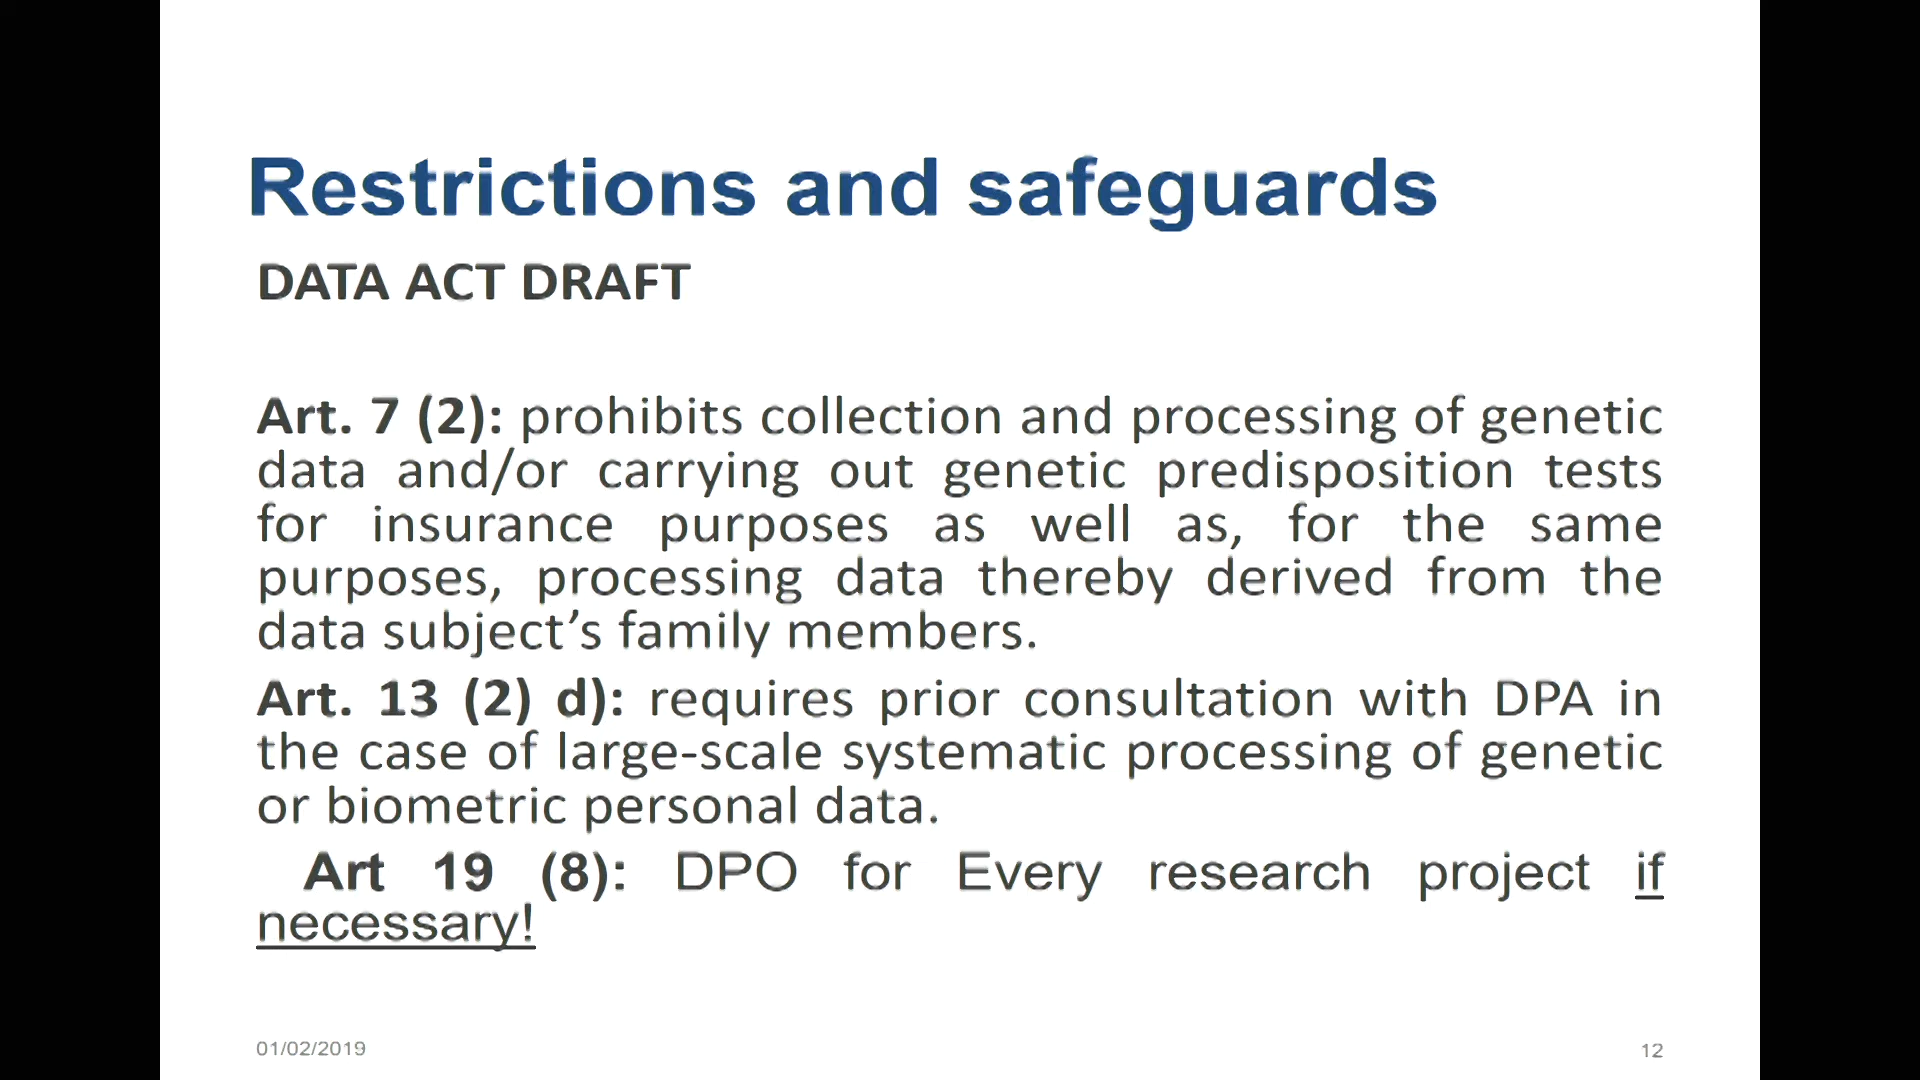 Restrictions and safeguards
DATA ACT DRAFT
Art. 7 (2): prohibits collection and processing of genetic
data and/or carrying out genetic predisposition tests
for insurance purposes as well as, for the same
purposes, processing data thereby derived from the
data subject’s family members.
Art. 13 (2) d): requires prior consultation with DPA in
the case of large-scale systematic processing of genetic
or biometric personal data.
Art 19 (8): DPO for Every research project if
necessary!
01/02/2019
12